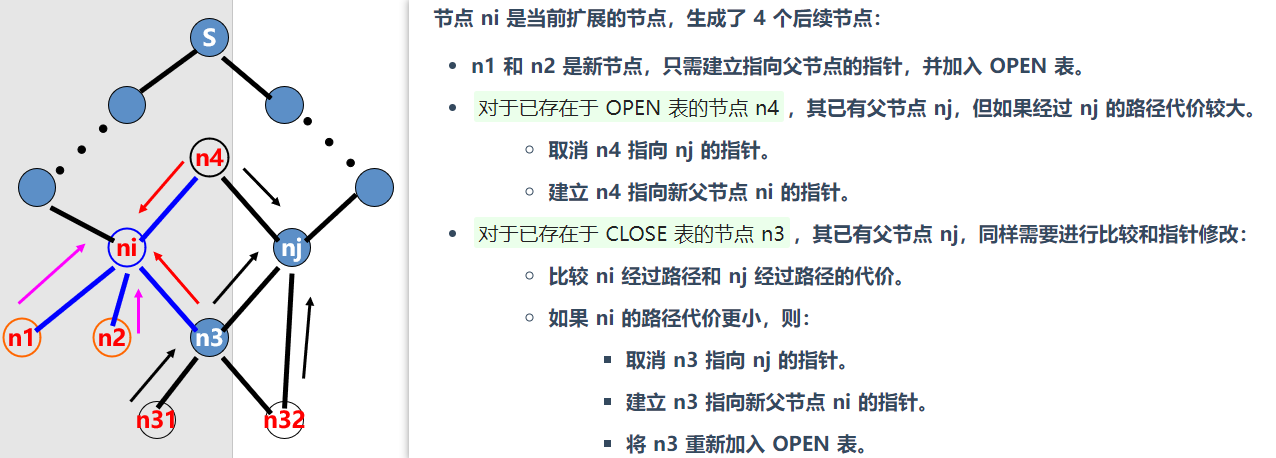 S
n4
ni
nj
n1
n2
n3
n31
n32
节点 ni 是当前扩展的节点，生成了 4 个后续节点：
n1 和 n2 是新节点，只需建立指向父节点的指针，并加入 OPEN 表。
对于已存在于 OPEN 表的节点 n4，其已有父节点 nj，但如果经过 nj 的路径代价较大。
取消 n4 指向 nj 的指针。
建立 n4 指向新父节点 ni 的指针。
对于已存在于 CLOSE 表的节点 n3，其已有父节点 nj，同样需要进行比较和指针修改：
比较 ni 经过路径和 nj 经过路径的代价。
如果 ni 的路径代价更小，则：
取消 n3 指向 nj 的指针。
建立 n3 指向新父节点 ni 的指针。
将 n3 重新加入 OPEN 表。